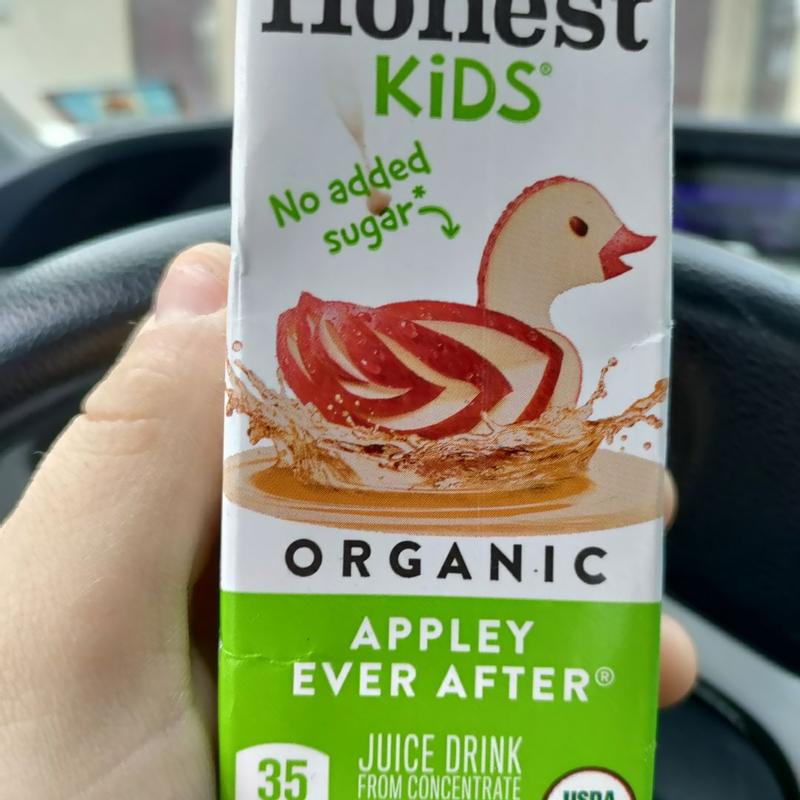 Honest
KiDS®
No added
sugar*
ORGANIC
APPLEY
EVER AFTER®
35
JUICE DRINK
FROM CONCENTRATE
USDA